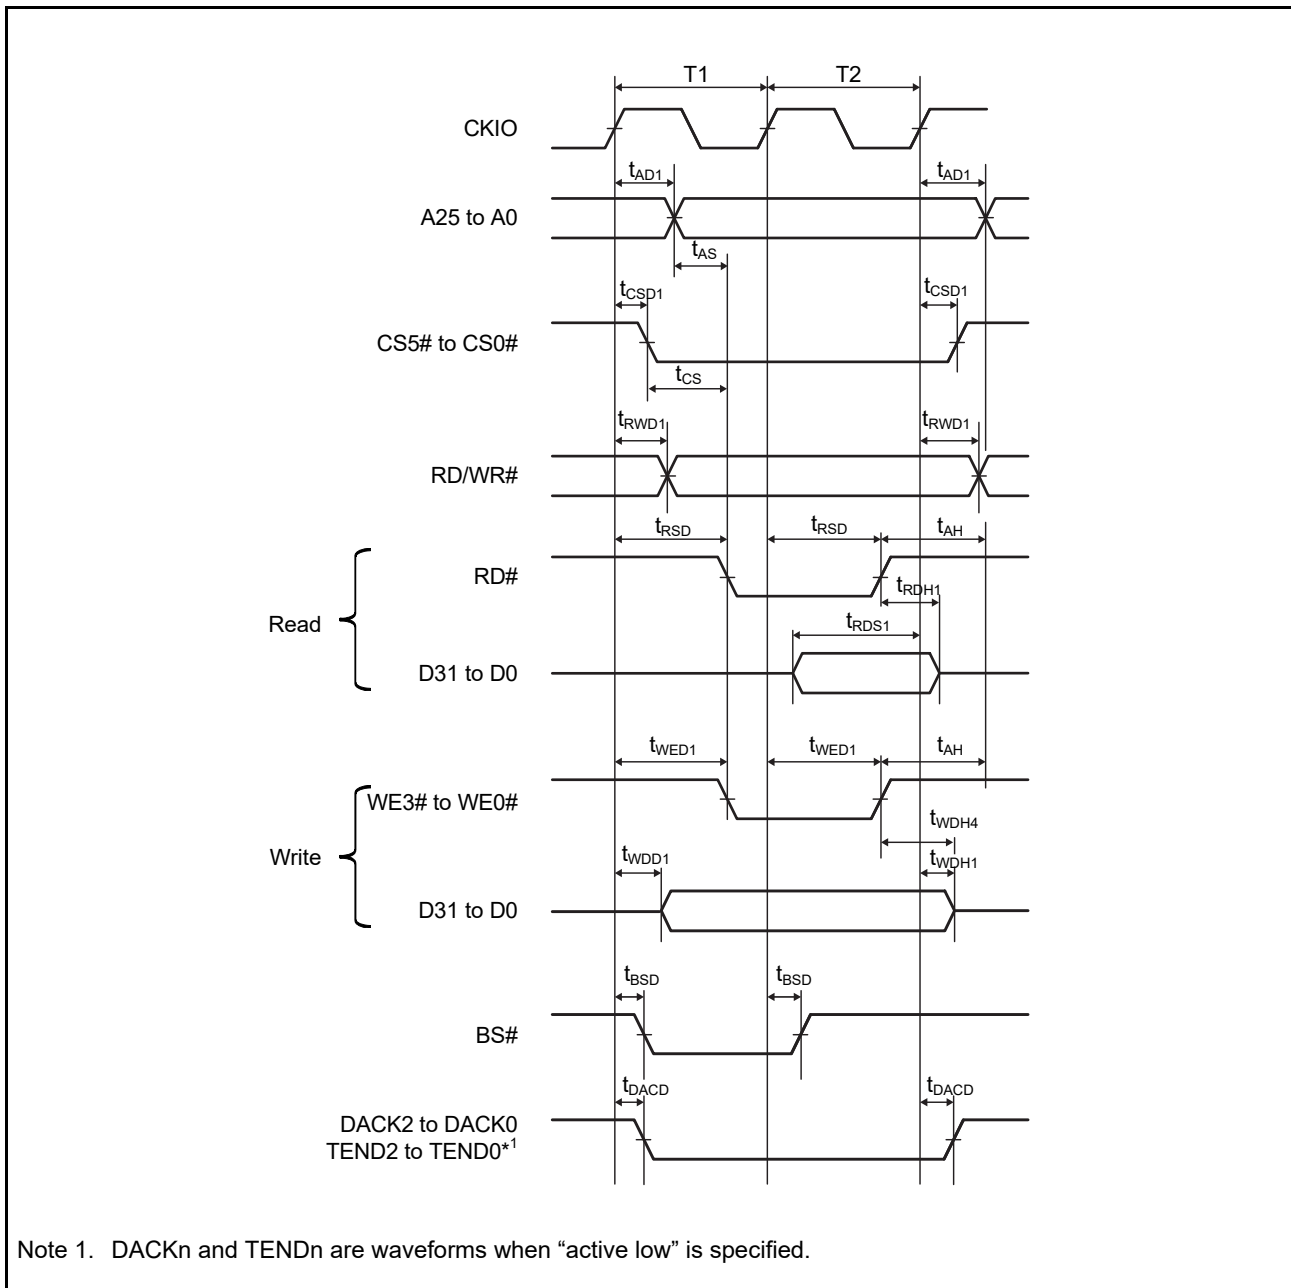 T1 T2
CKIO
tAD1 tAD1
A25 to A0
tAS
tCSD1 tCSD1
CS5# to CS0#
tCS
tRWD1 tRWD1
RD/WR#
tRSD tRSD tAH
RD#
tRDH1
Read
tRDS1
D31 to D0
tWED1 tWED1 tAH
WE3# to WE0#
tWDH4
Write
tWDD1 tWDH1
D31 to D0
tBSD tBSD
BS#
tDACD tDACD
DACK2 to DACK0
TEND2 to TEND0*1
Note 1. DACKn and TENDn are waveforms when “active low” is specified.